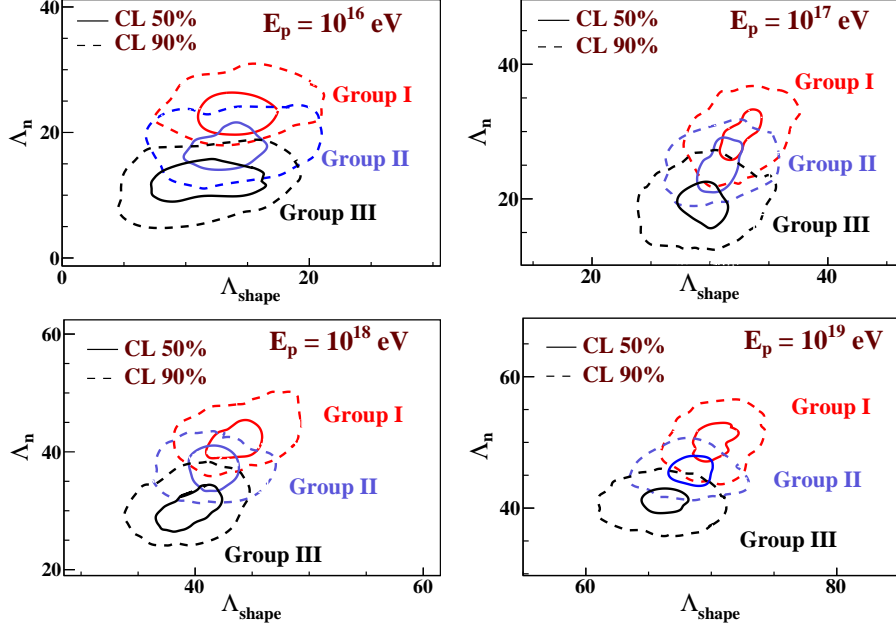 CL 50%
CL 90%
E_p = 10^16 eV
Group I
Group II
Group III
Λ_n
40
20
0
0
20
Λ_shape
CL 50%
CL 90%
E_p = 10^17 eV
Group I
Group II
Group III
Λ_n
40
20
20
40
Λ_shape
CL 50%
CL 90%
E_p = 10^18 eV
Group I
Group II
Group III
Λ_n
60
40
20
40
60
Λ_shape
CL 50%
CL 90%
E_p = 10^19 eV
Group I
Group II
Group III
Λ_n
60
40
60
80
Λ_shape